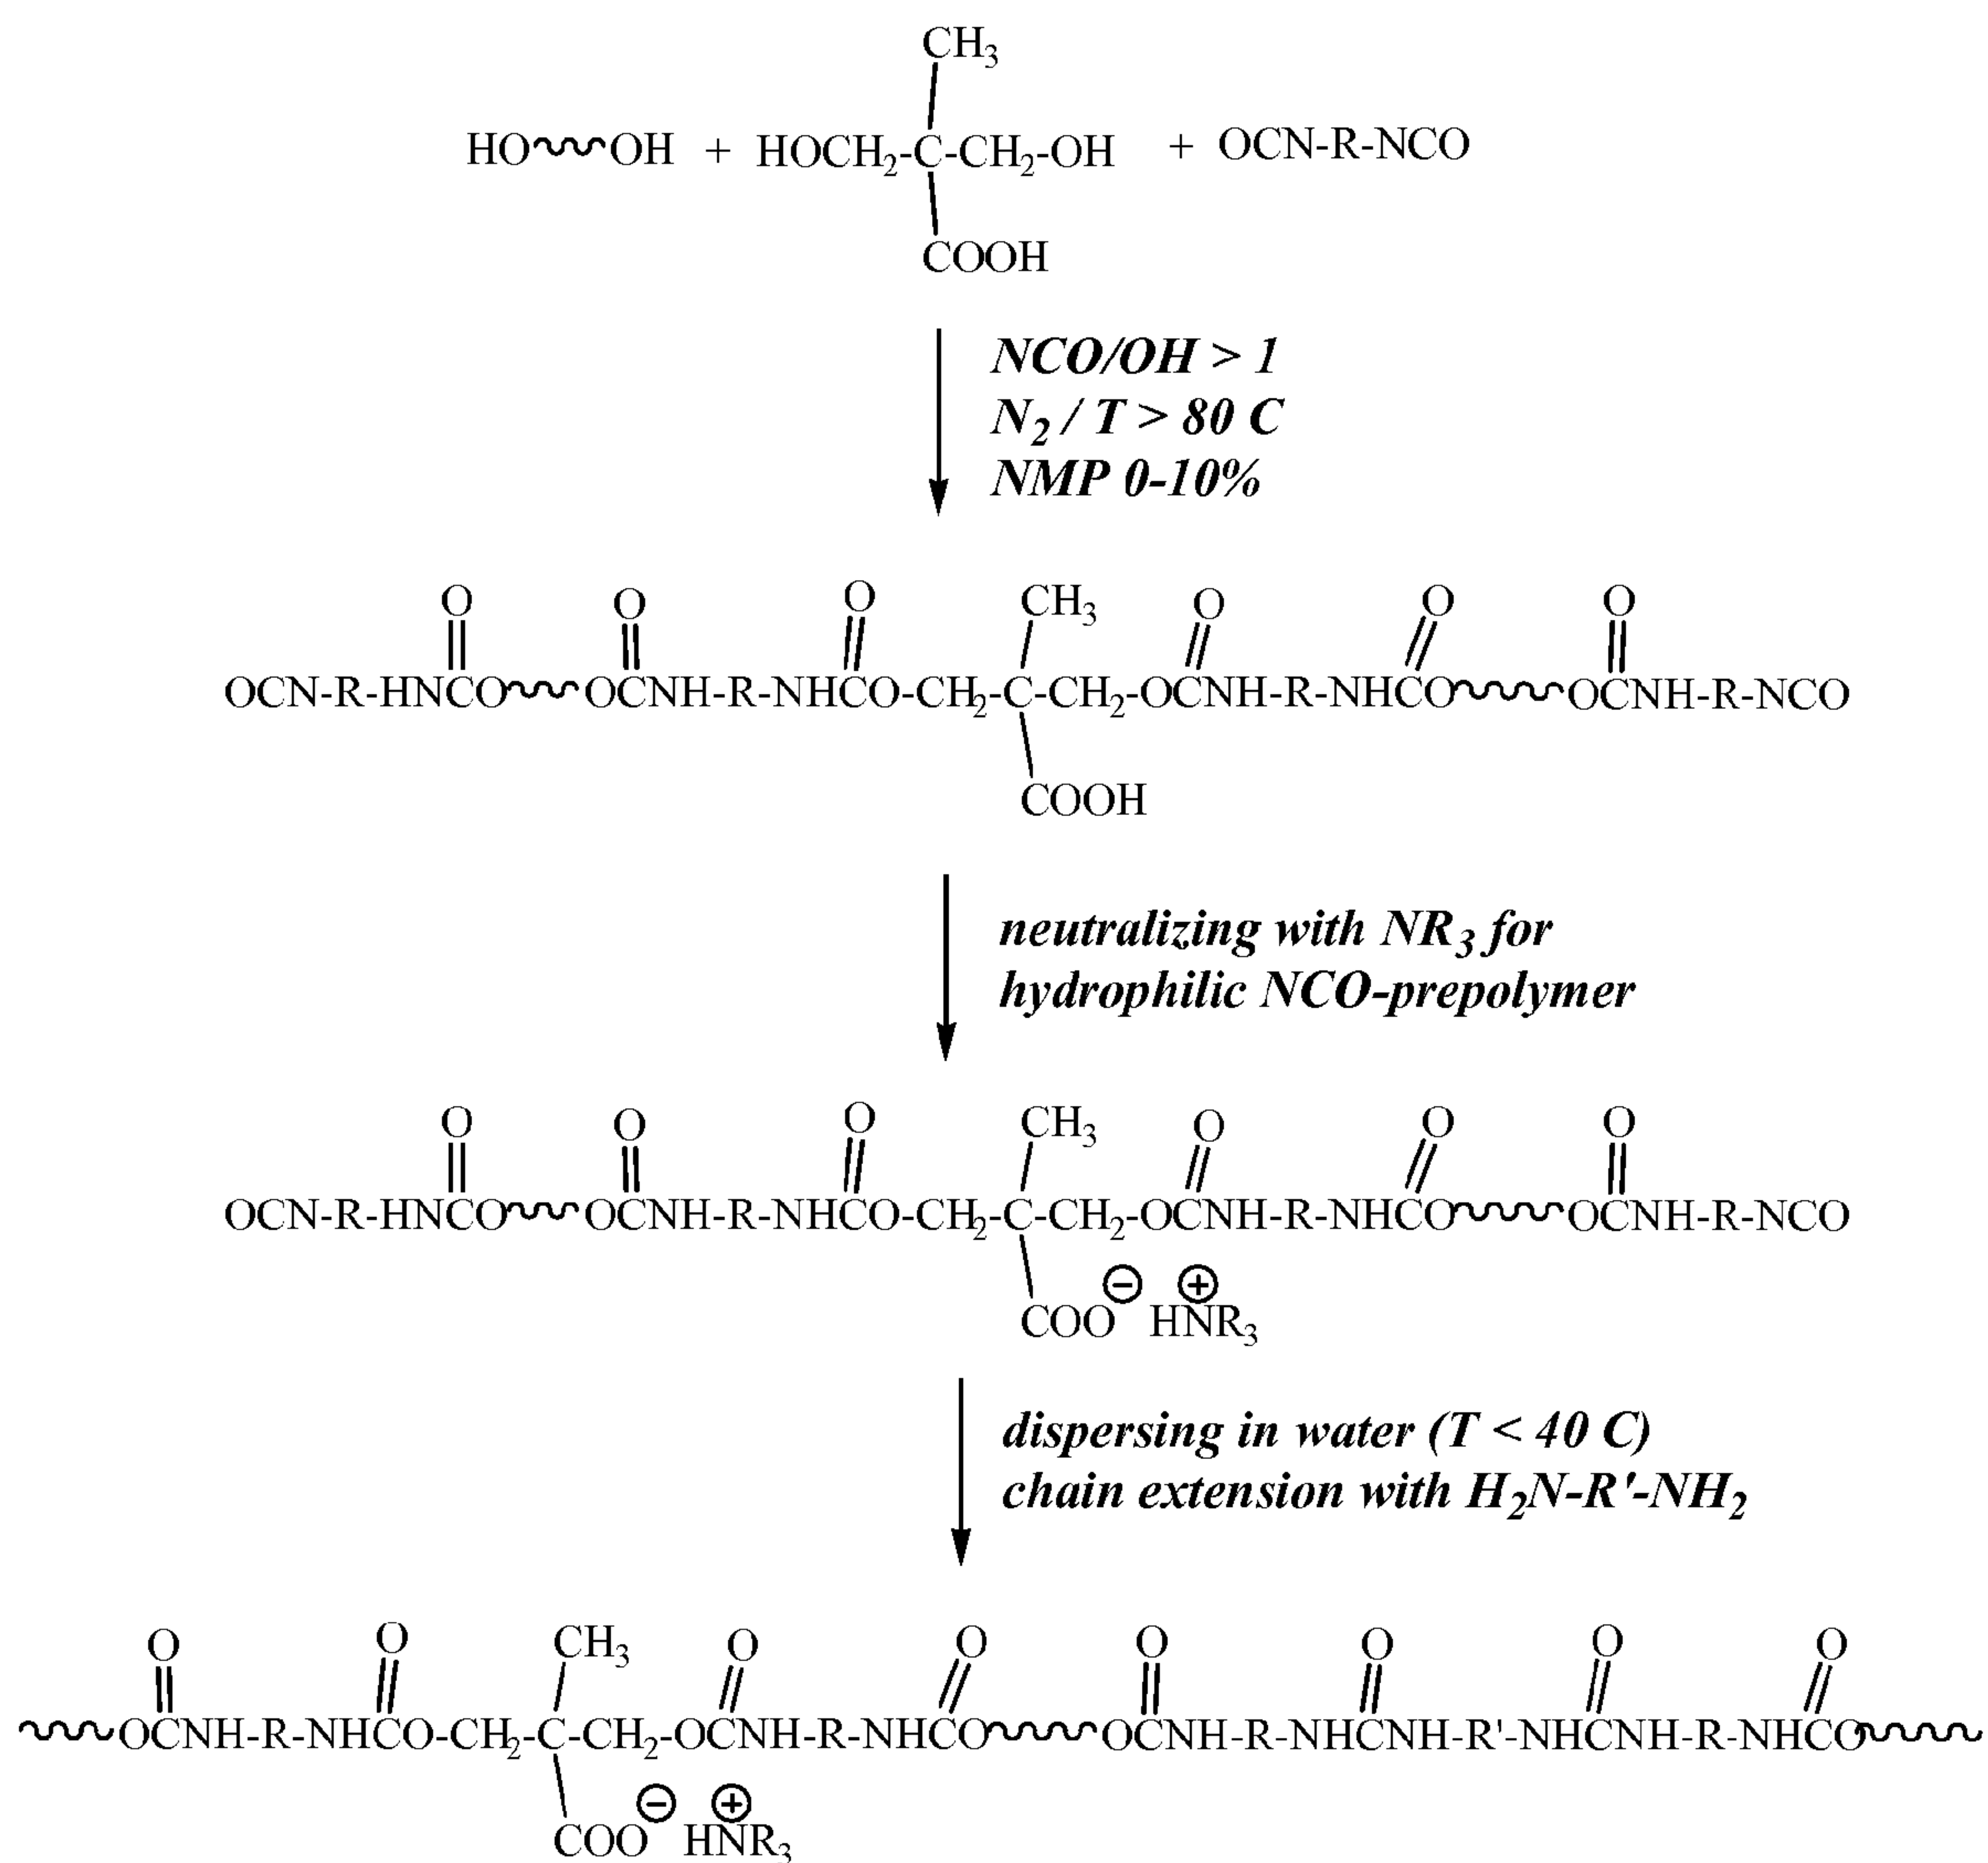 CH3
HO OH + HOCH2-C-CH2-OH + OCN-R-NCO
COOH
NCO/OH > 1
N2 / T > 80 C
NMP 0-10%
O O O CH3 O O O
OCN-R-HNCO OCNH-R-NHCO-CH2-C-CH2-OCNH-R-NHCO OCNH-R-NCO
COOH
neutralizing with NR3 for
hydrophilic NCO-prepolymer
O O O CH3 O O O
OCN-R-HNCO OCNH-R-NHCO-CH2-C-CH2-OCNH-R-NHCO OCNH-R-NCO
COO⊖ HNR3⊕
dispersing in water (T < 40 C)
chain extension with H2N-R'-NH2
O O CH3 O O O O O O
OCNH-R-NHCO-CH2-C-CH2-OCNH-R-NHCO OCNH-R-NHCNH-R'-NHCNH-R-NHCO
COO⊖ HNR3⊕